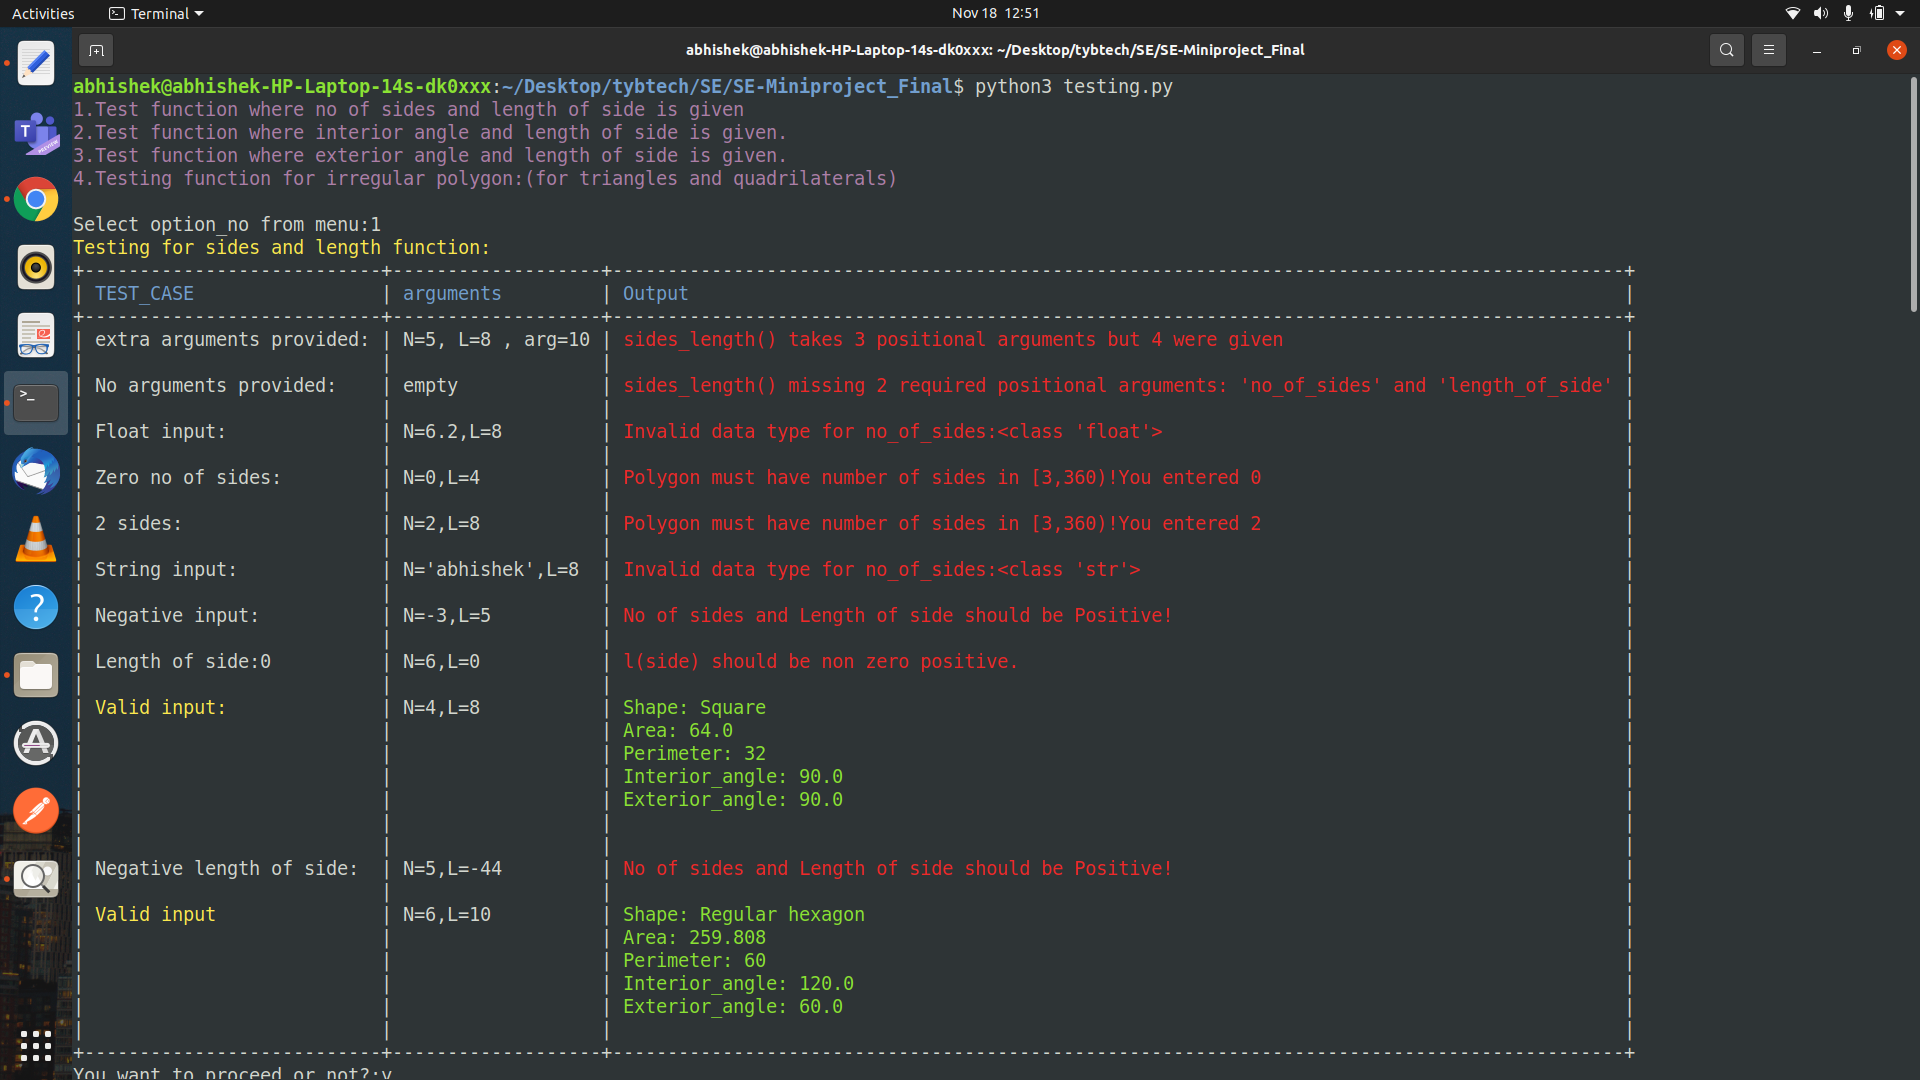 Activities Terminal Nov 18 12:51
abhishek@abhishek-HP-Laptop-14s-dk0xxx: ~/Desktop/tybtech/SE/SE-Miniproject_Final
abhishek@abhishek-HP-Laptop-14s-dk0xxx:~/Desktop/tybtech/SE/SE-Miniproject_Final$ python3 testing.py
1.Test function where no of sides and length of side is given
2.Test function where interior angle and length of side is given.
3.Test function where exterior angle and length of side is given.
4.Testing function for irregular polygon:(for triangles and quadrilaterals)
Select option_no from menu:1
Testing for sides and length function:
| TEST_CASE | arguments | Output |
| extra arguments provided: | N=5, L=8 , arg=10 | sides_length() takes 3 positional arguments but 4 were given |
| No arguments provided: | empty | sides_length() missing 2 required positional arguments: 'no_of_sides' and 'length_of_side' |
| Float input: | N=6.2,L=8 | Invalid data type for no_of_sides:<class 'float'> |
| Zero no of sides: | N=0,L=4 | Polygon must have number of sides in [3,360)!You entered 0 |
| 2 sides: | N=2,L=8 | Polygon must have number of sides in [3,360)!You entered 2 |
| String input: | N='abhishek',L=8 | Invalid data type for no_of_sides:<class 'str'> |
| Negative input: | N=-3,L=5 | No of sides and Length of side should be Positive! |
| Length of side:0 | N=6,L=0 | l(side) should be non zero positive. |
| Valid input: | N=4,L=8 | Shape: Square |
| | | Area: 64.0 |
| | | Perimeter: 32 |
| | | Interior_angle: 90.0 |
| | | Exterior_angle: 90.0 |
| Negative length of side: | N=5,L=-44 | No of sides and Length of side should be Positive! |
| Valid input | N=6,L=10 | Shape: Regular hexagon |
| | | Area: 259.808 |
| | | Perimeter: 60 |
| | | Interior_angle: 120.0 |
| | | Exterior_angle: 60.0 |
You want to proceed or not?:y